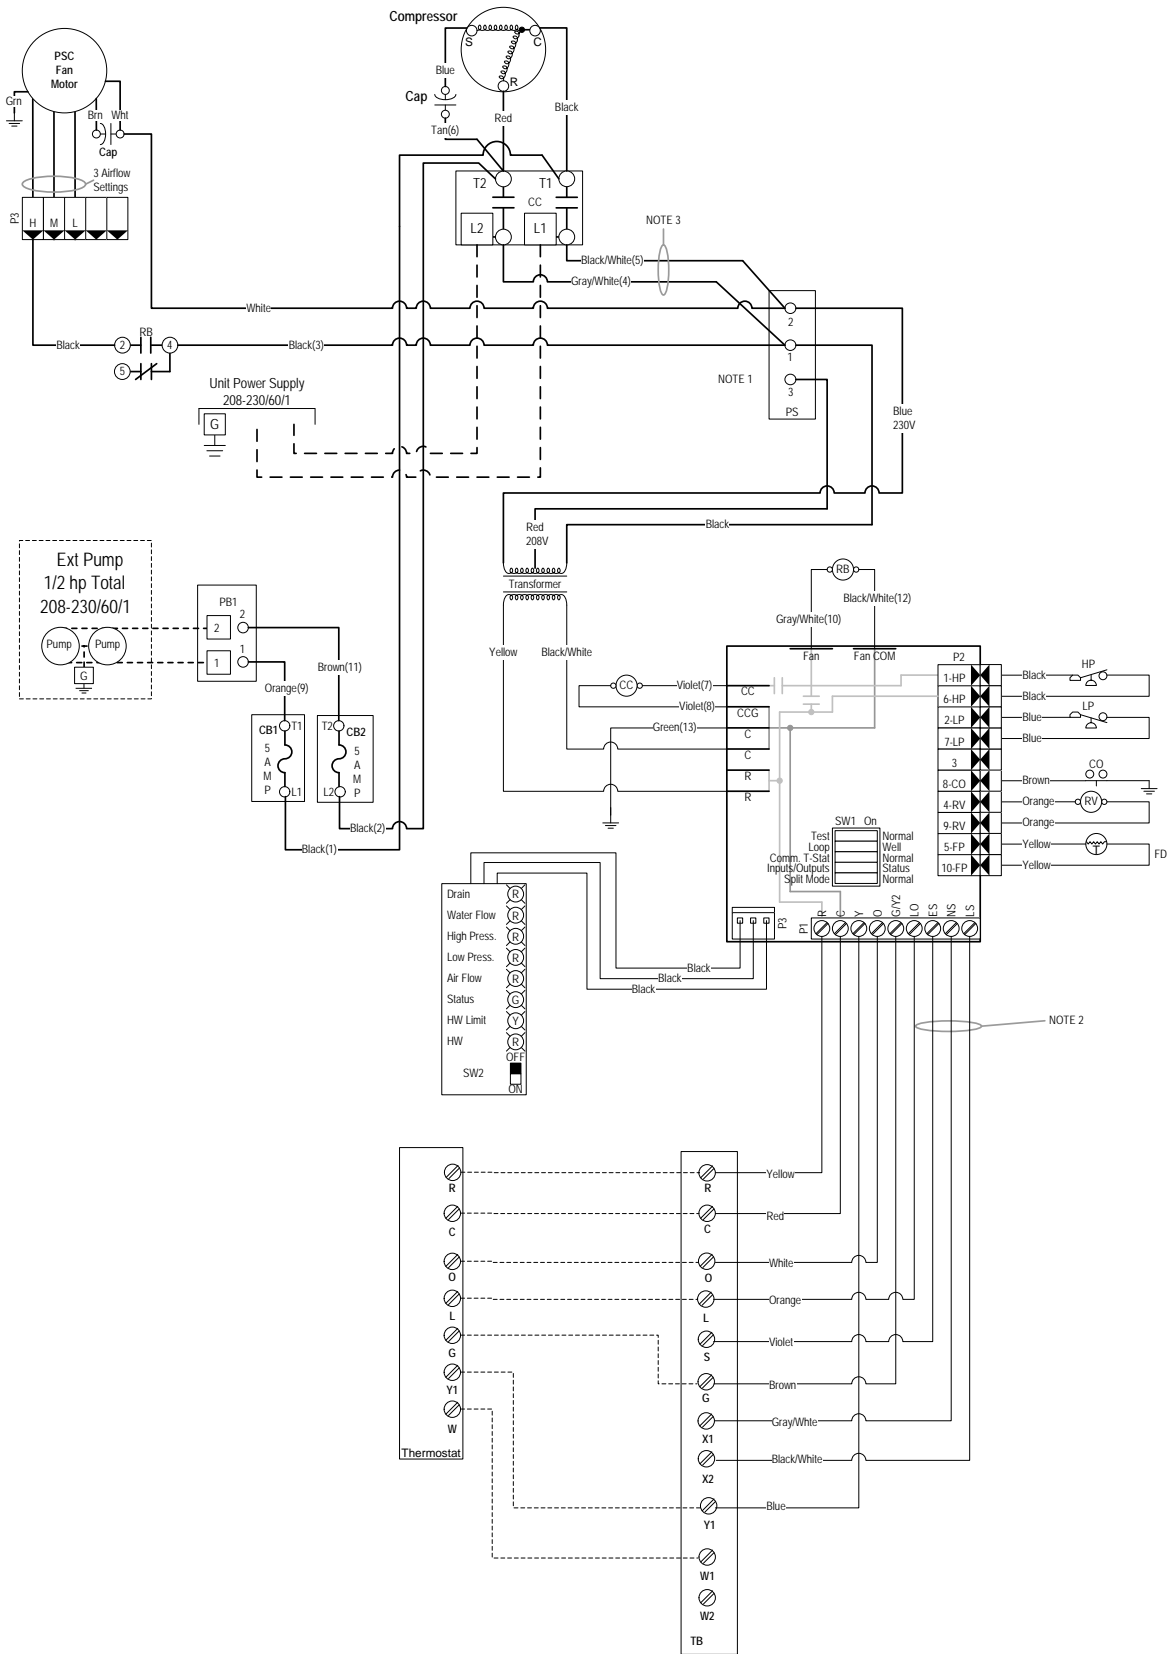 Compressor
S
C
R
PSC
Fan
Motor
Grn
Brn
Wht
Cap
Blue
Cap
Tan(6)
Red
Black
3 Airflow
Settings
P3
H
M
L
T2
T1
CC
L2
L1
NOTE 3
Black/White(5)
Gray/White(4)
White
2
Black
2
RB
4
Black(3)
1
5
NOTE 1
3
PS
Unit Power Supply
208-230/60/1
G
Blue
230V
Black
Red
208V
Transformer
Ext Pump
1/2 hp Total
208-230/60/1
Pump
Pump
G
PB1
2
2
1
1
Brown(11)
Orange(9)
CB1
T1
5
A
M
P
L1
T2
CB2
5
A
M
P
L2
Black(2)
Black(1)
Yellow
Black/White
RB
Black/White(12)
Gray/White(10)
Fan
Fan COM
P2
CC
Violet(7)
CC
Violet(8)
CCG
Green(13)
C
C
R
R
1-HP
6-HP
2-LP
7-LP
3
8-CO
4-RV
9-RV
5-FP
10-FP
Black
HP
Black
Blue
LP
Blue
CO
Brown
Orange
RV
Orange
Yellow
T
FD
Yellow
SW1 On
Test
Normal
Loop
Well
Comm. T-Stat
Normal
Inputs/Outputs
Status
Split Mode
Normal
P3
P1
R
C
Y
O
G/Y2
LO
ES
NS
LS
Drain
R
Water Flow
R
High Press.
R
Low Press.
R
Air Flow
R
Status
G
HW Limit
Y
HW
R
OFF
SW2
ON
Black
Black
Black
NOTE 2
R
C
O
L
G
Y1
W
Thermostat
R
Yellow
C
Red
O
White
L
Orange
S
Violet
G
Brown
X1
Gray/Whte
X2
Black/White
Y1
Blue
W1
W2
TB